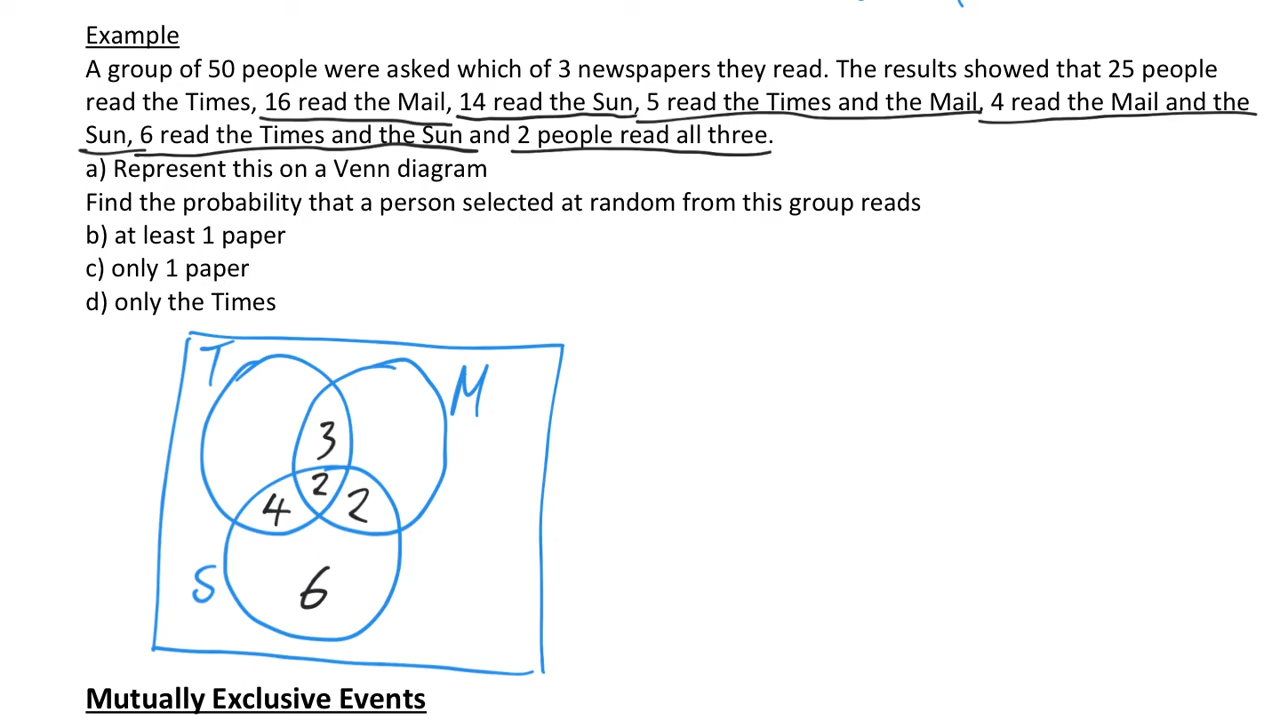 Example
A group of 50 people were asked which of 3 newspapers they read. The results showed that 25 people
read the Times, 16 read the Mail, 14 read the Sun, 5 read the Times and the Mail, 4 read the Mail and the
Sun, 6 read the Times and the Sun and 2 people read all three.
a) Represent this on a Venn diagram
Find the probability that a person selected at random from this group reads
b) at least 1 paper
c) only 1 paper
d) only the Times
T
M
3
2
4 2
S 6
Mutually Exclusive Events